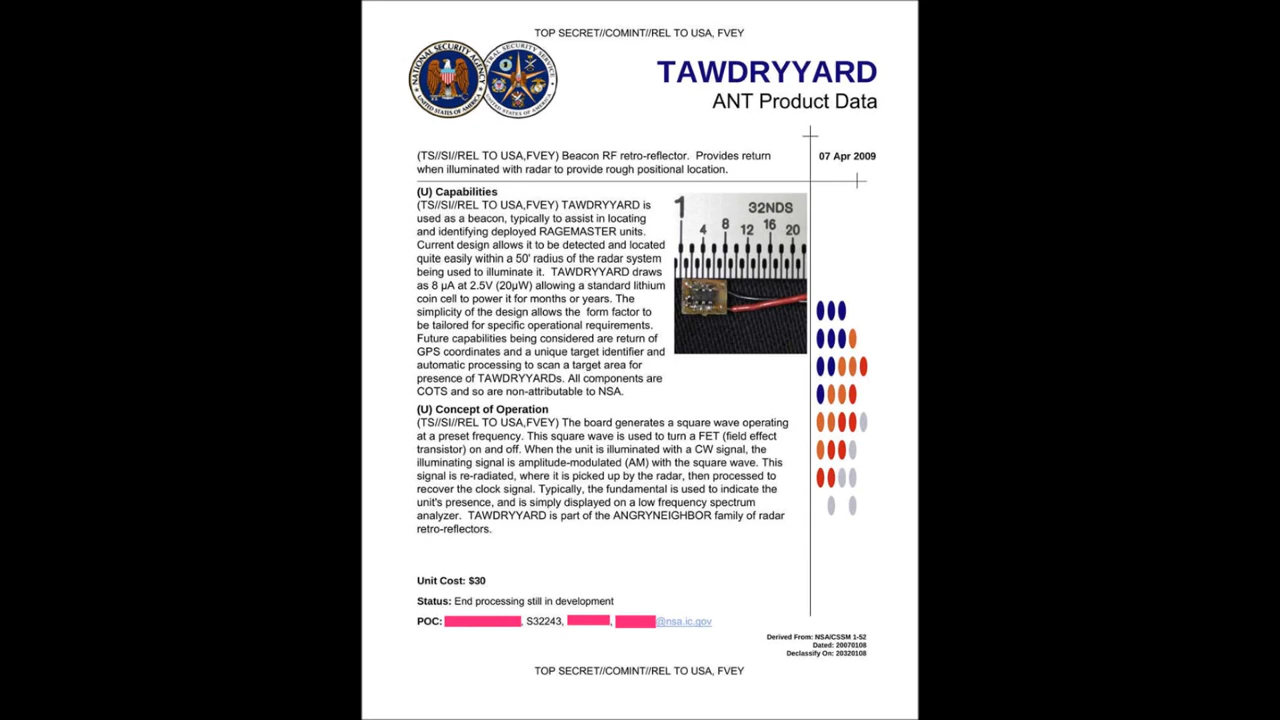 TOP SECRET//COMINT//REL TO USA, FVEY
NATIONAL SECURITY AGENCY
UNITED STATES OF AMERICA
SECURITY SERVICE
UNITED STATES OF AMERICA
TAWDRYYARD
ANT Product Data
(TS//SI//REL TO USA,FVEY) Beacon RF retro-reflector. Provides return
when illuminated with radar to provide rough positional location.
07 Apr 2009
(U) Capabilities
(TS//SI//REL TO USA,FVEY) TAWDRYYARD is
used as a beacon, typically to assist in locating
and identifying deployed RAGEMASTER units.
Current design allows it to be detected and located
quite easily within a 50' radius of the radar system
being used to illuminate it. TAWDRYYARD draws
as 8 µA at 2.5V (20µW) allowing a standard lithium
coin cell to power it for months or years. The
simplicity of the design allows the form factor to
be tailored for specific operational requirements.
Future capabilities being considered are return of
GPS coordinates and a unique target identifier and
automatic processing to scan a target area for
presence of TAWDRYYARDs. All components are
COTS and so are non-attributable to NSA.
1
32NDS
4 8 12 16 20
(U) Concept of Operation
(TS//SI//REL TO USA,FVEY) The board generates a square wave operating
at a preset frequency. This square wave is used to turn a FET (field effect
transistor) on and off. When the unit is illuminated with a CW signal, the
illuminating signal is amplitude-modulated (AM) with the square wave. This
signal is re-radiated, where it is picked up by the radar, then processed to
recover the clock signal. Typically, the fundamental is used to indicate the
unit's presence, and is simply displayed on a low frequency spectrum
analyzer. TAWDRYYARD is part of the ANGRYNEIGHBOR family of radar
retro-reflectors.
Unit Cost: $30
Status: End processing still in development
POC: , S32243, , @nsa.ic.gov
Derived From: NSA/CSSM 1-52
Dated: 20070108
Declassify On: 20320108
TOP SECRET//COMINT//REL TO USA, FVEY